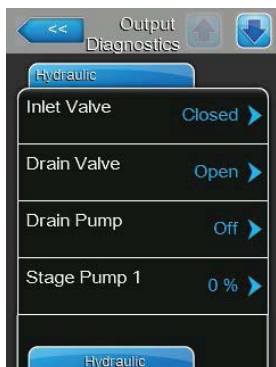 <<
Output
Diagnostics
Hydraulic
Inlet Valve
Closed
Drain Valve
Open
Drain Pump
Off
Stage Pump 1
0 %
Hydraulic